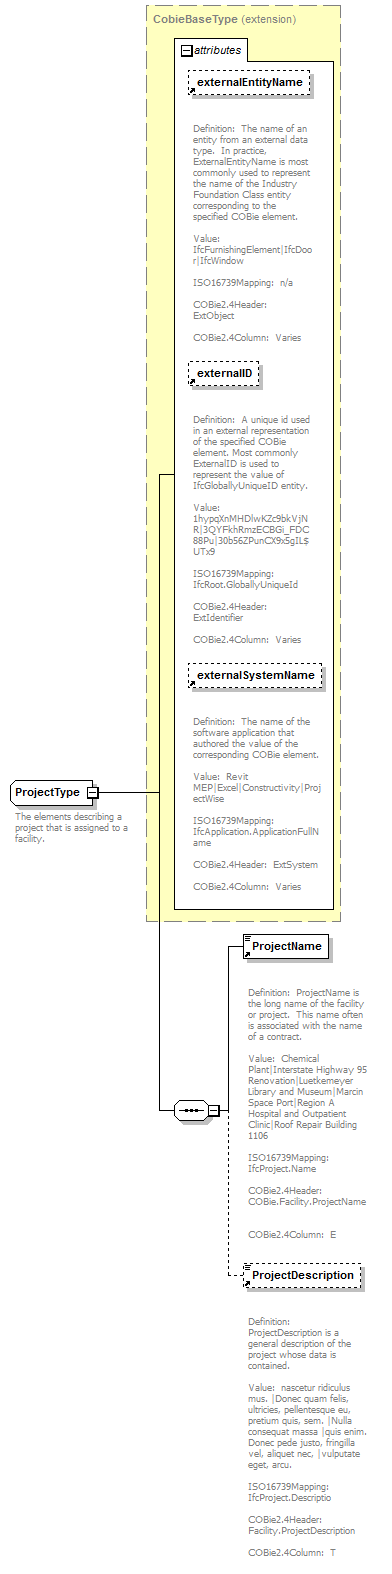 CobieBaseType (extension)
attributes
externalEntityName
Definition: The name of an
entity from an external data
type. In practice,
ExternalEntityName is most
commonly used to represent
the name of the Industry
Foundation Class entity
corresponding to the
specified COBie element.
Value:
IfcFurnishingElement|IfcDoo
r|IfcWindow
ISO16739Mapping: n/a
COBie2.4Header:
ExtObject
COBie2.4Column: Varies
externalID
Definition: A unique id used
in an external representation
of the specified COBie
element. Most commonly
ExternalID is used to
represent the value of
IfcGloballyUniqueID entity.
Value:
1hypqXnMHDlwKZc9bkVjN
R|3QYFkhRmzECBGi_FDC
88Pu|30b56ZPunCX9x5gIL$
UTx9
ISO16739Mapping:
IfcRoot.GloballyUniqueId
COBie2.4Header:
ExtIdentifier
COBie2.4Column: Varies
externalSystemName
Definition: The name of the
software application that
authored the value of the
corresponding COBie element.
Value: Revit
MEP|Excel|Constructivity|Proj
ectWise
ISO16739Mapping:
IfcApplication.ApplicationFullN
ame
COBie2.4Header: ExtSystem
COBie2.4Column: Varies
ProjectType
The elements describing a
project that is assigned to a
facility.
ProjectName
Definition: ProjectName is
the long name of the facility
or project. This name often
is associated with the name
of a contract.
Value: Chemical
Plant|Interstate Highway 95
Renovation|Luetkemeyer
Library and Museum|Marcin
Space Port|Region A
Hospital and Outpatient
Clinic|Roof Repair Building
1106
ISO16739Mapping:
IfcProject.Name
COBie2.4Header:
COBie.Facility.ProjectName
COBie2.4Column: E
ProjectDescription
Definition:
ProjectDescription is a
general description of the
project whose data is
contained.
Value: nascetur ridiculus
mus. |Donec quam felis,
ultricies, pellentesque eu,
pretium quis, sem. |Nulla
consequat massa |quis enim.
Donec pede justo, fringilla
vel, aliquet nec, |vulputate
eget, arcu.
ISO16739Mapping:
IfcProject.Descriptio
COBie2.4Header:
Facility.ProjectDescription
COBie2.4Column: T